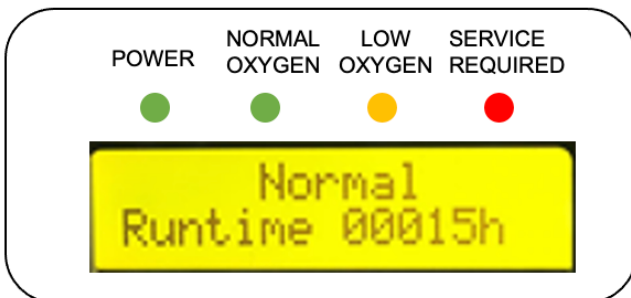 POWER
NORMAL OXYGEN
LOW OXYGEN
SERVICE REQUIRED
Normal
Runtime 00015h